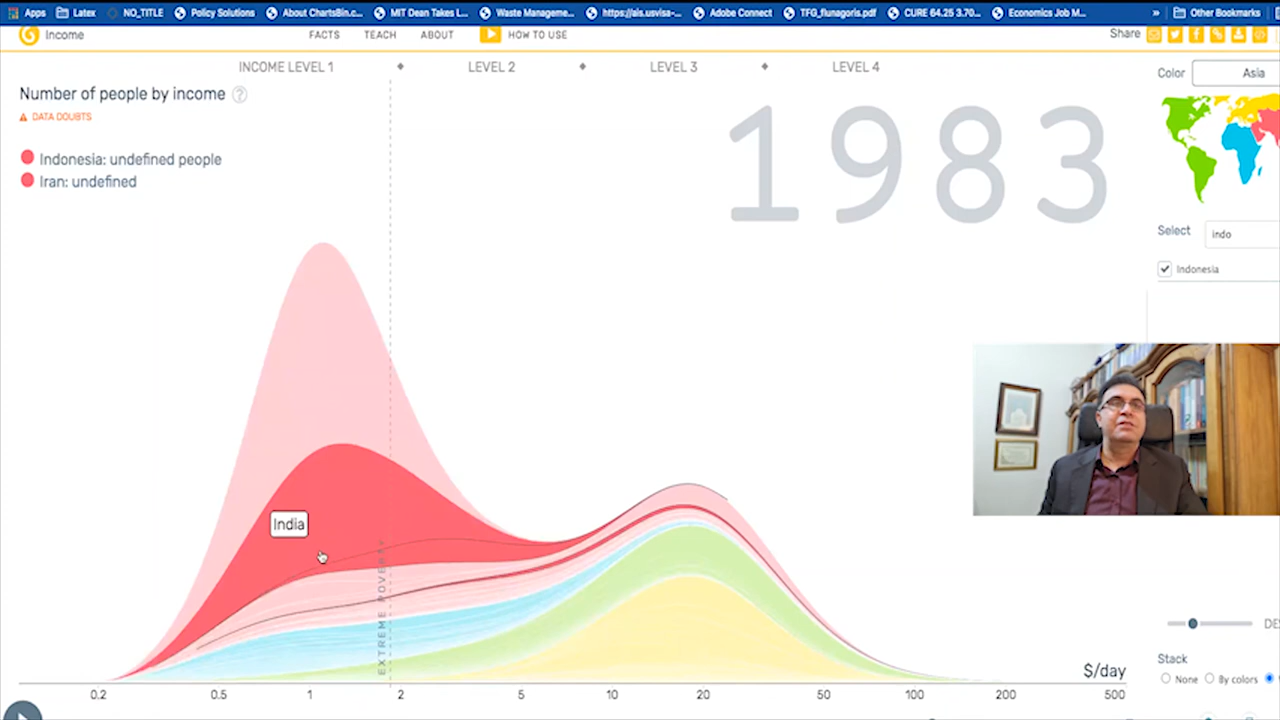 Apps Latex NO_TITLE Policy Solutions About ChartsBin.c... MIT Dean Takes L... Waste Manageme... https://ais.usvisa-... Adobe Connect TFG_flunagoris.pdf CURE 64.25 3.70... Economics Job M... » Other Bookmarks
Income FACTS TEACH ABOUT HOW TO USE Share
INCOME LEVEL 1 LEVEL 2 LEVEL 3 LEVEL 4
Color Asia
Number of people by income ?
DATA DOUBTS
1983
Indonesia: undefined people
Iran: undefined
Select indo
Indonesia
India
EXTREME POVERTY
DE
Stack
None By colors
$/day
0.2 0.5 1 2 5 10 20 50 100 200 500